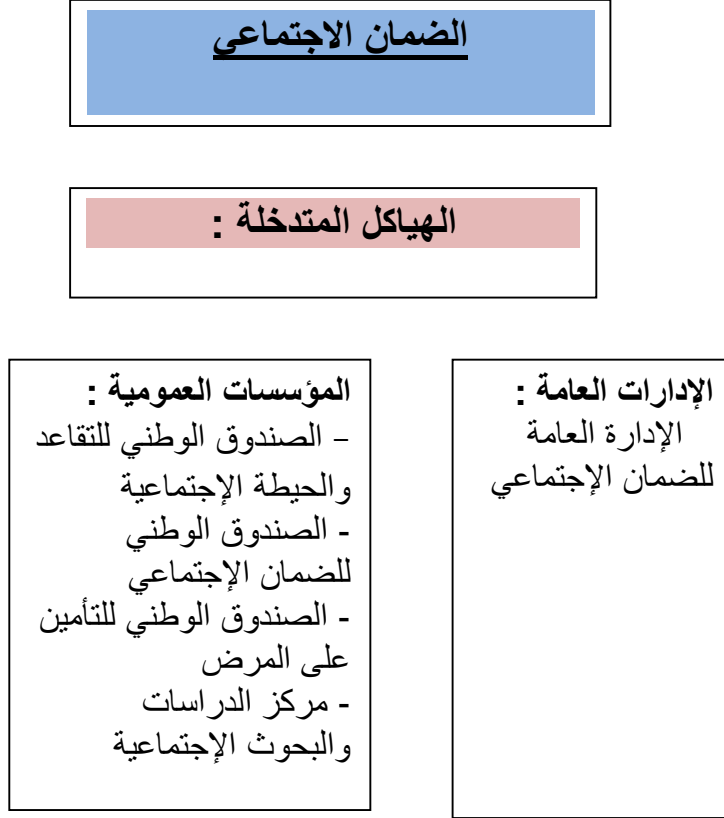 الضمان الاجتماعي
الهياكل المتدخلة :
الإدارات العامة :
الإدارة العامة
للضمان الإجتماعي
المؤسسات العمومية :
- الصندوق الوطني للتقاعد
والحيطة الإجتماعية
- الصندوق الوطني
للضمان الإجتماعي
- الصندوق الوطني للتأمين
على المرض
- مركز الدراسات
والبحوث الإجتماعية